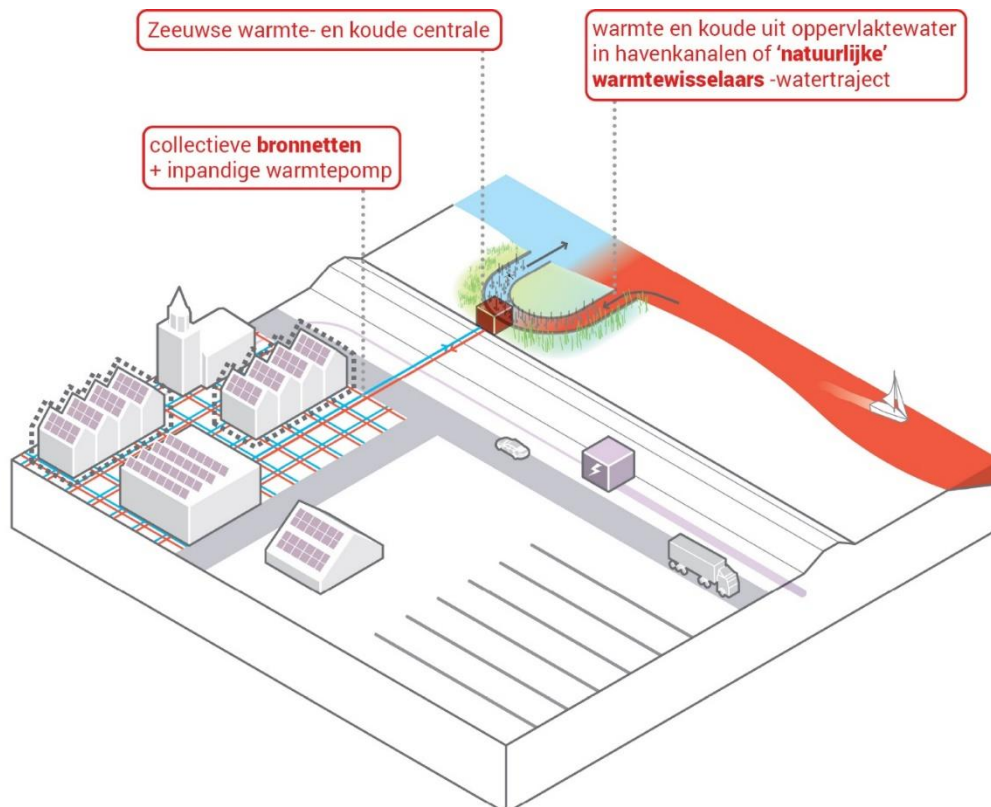 Zeeuwse warmte- en koude centrale
warmte en koude uit oppervlaktewater
in havenkanalen of ‘natuurlijke’
warmtewisselaars -watertraject
collectieve bronnetten
+ inpandige warmtepomp